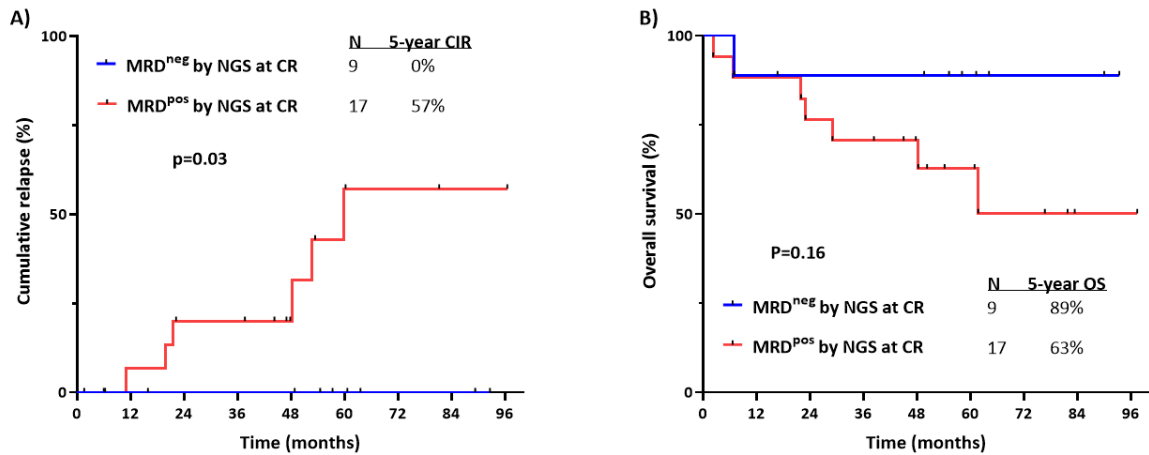 A)
N 5-year CIR
MRDneg by NGS at CR 9 0%
MRDpos by NGS at CR 17 57%
p=0.03
Cumulative relapse (%)
100
50
0
0 12 24 36 48 60 72 84 96
Time (months)
B)
Overall survival (%)
100
50
0
P=0.16
N 5-year OS
MRDneg by NGS at CR 9 89%
MRDpos by NGS at CR 17 63%
0 12 24 36 48 60 72 84 96
Time (months)